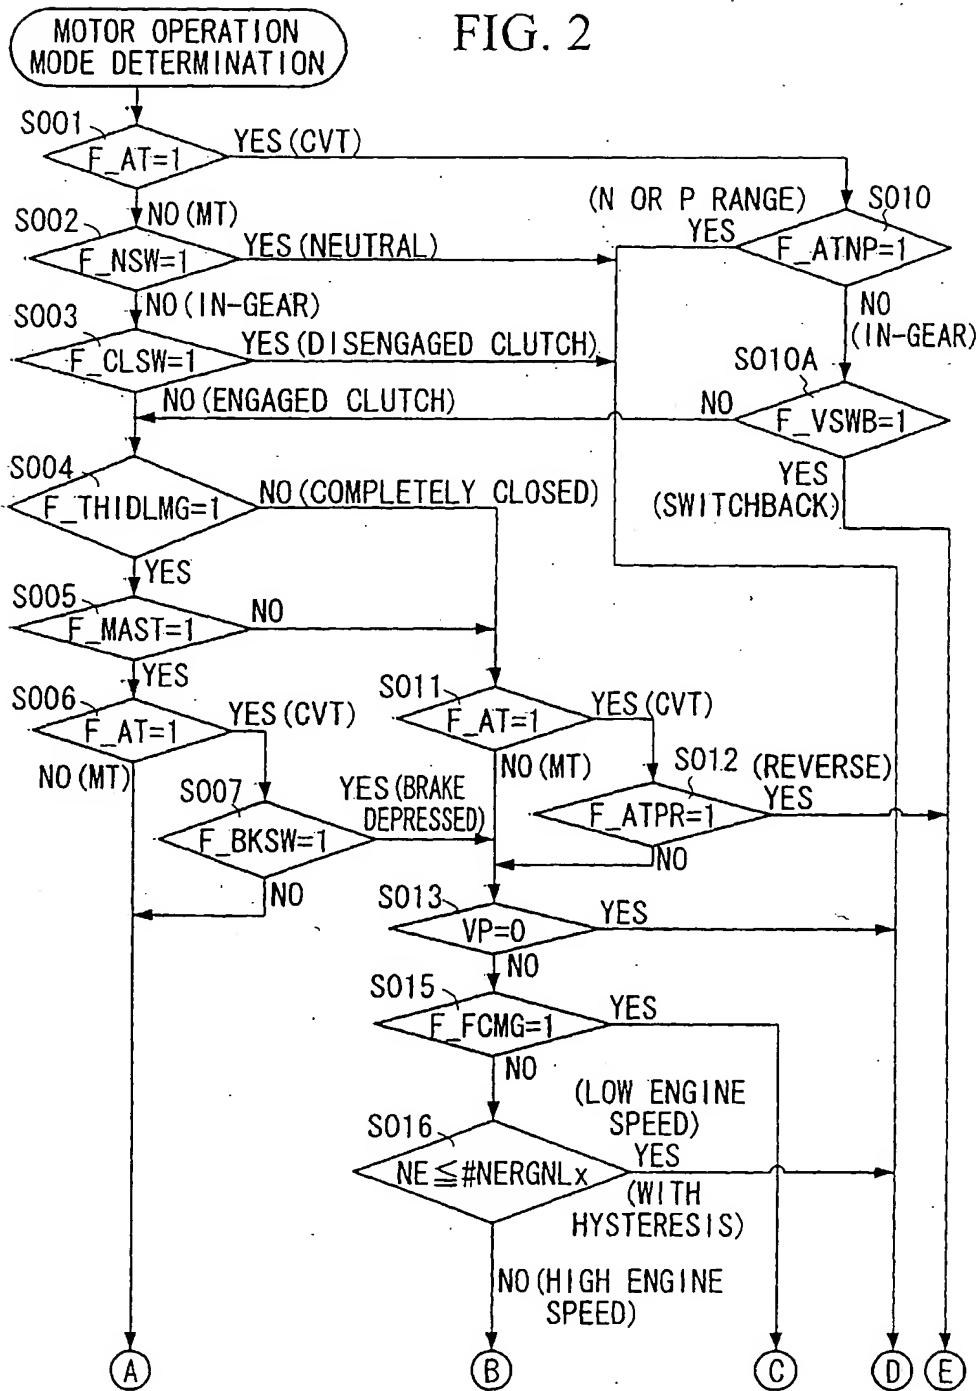 FIG. 2
MOTOR OPERATION
MODE DETERMINATION
S001
F_AT=1
YES (CVT)
NO (MT)
S002
F_NSW=1
YES (NEUTRAL)
(N OR P RANGE)
YES
S010
F_ATNP=1
NO (IN-GEAR)
NO
(IN-GEAR)
S003
F_CLSW=1
YES (DISENGAGED CLUTCH)
NO (ENGAGED CLUTCH)
S010A
F_VSWB=1
NO
YES
(SWITCHBACK)
S004
F_THIDLMG=1
NO (COMPLETELY CLOSED)
YES
S005
F_MAST=1
NO
YES
S006
F_AT=1
YES (CVT)
NO (MT)
S007
F_BKSW=1
YES (BRAKE
DEPRESSED)
NO
S011
F_AT=1
YES (CVT)
NO (MT)
S012
F_ATPR=1
(REVERSE)
YES
NO
S013
VP=0
YES
NO
S015
F_FCMG=1
YES
NO
S016
NE≦#NERGNLx
(LOW ENGINE
SPEED)
YES
(WITH
HYSTERESIS)
NO (HIGH ENGINE
SPEED)
A
B
C
D
E